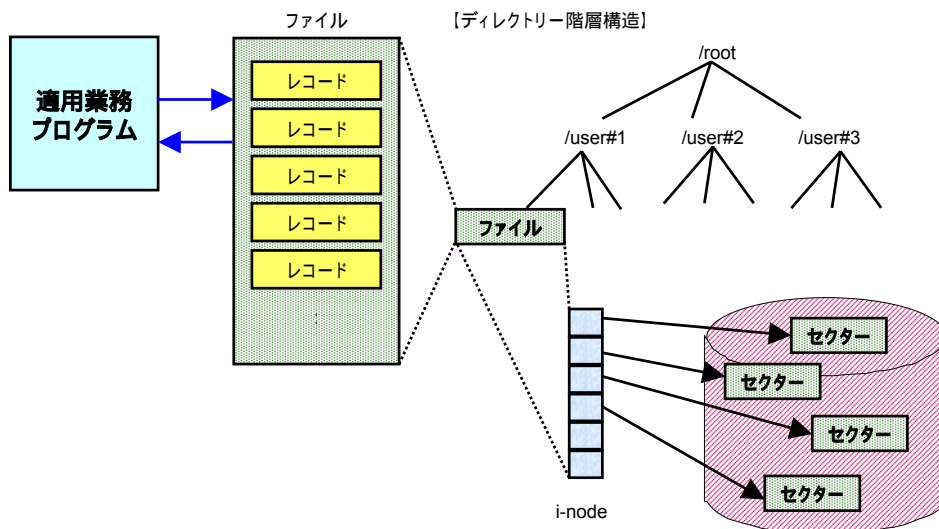 ファイル
【ディレクトリー階層構造】
適用業務
プログラム
レコード
レコード
レコード
レコード
レコード
:
/root
/user#1
/user#2
/user#3
ファイル
セクター
セクター
セクター
セクター
i-node